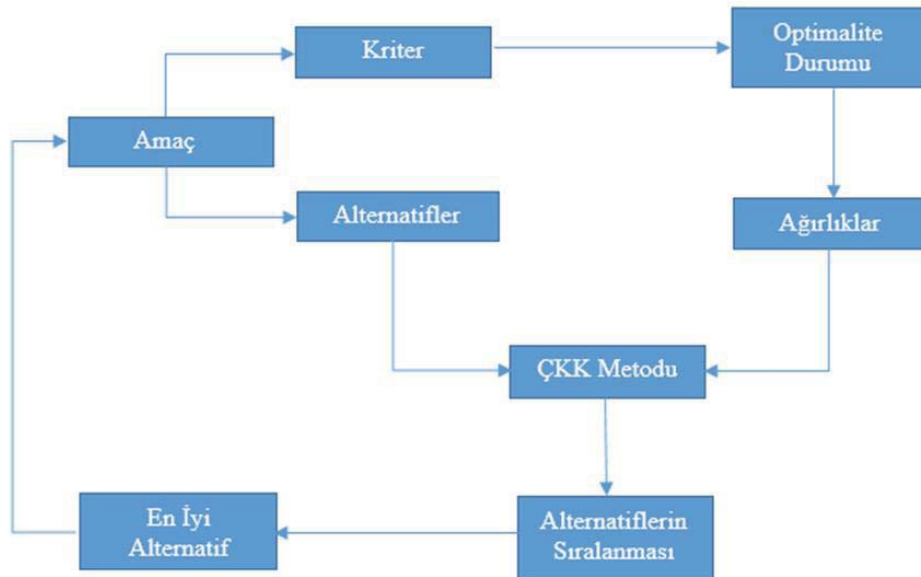 Kriter
Optimalite
Durumu
Amaç
Alternatifler
Ağırlıklar
ÇKK Metodu
En İyi
Alternatif
Alternatiflerin
Sıralanması